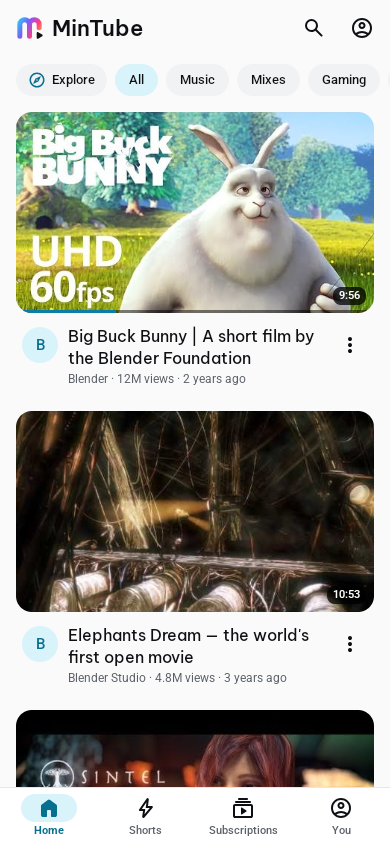 MinTube
Explore
All
Music
Mixes
Gaming
Big Buck
BUNNY
UHD
60fps
9:56
B
Big Buck Bunny | A short film by
the Blender Foundation
Blender · 12M views · 2 years ago
10:53
B
Elephants Dream — the world's
first open movie
Blender Studio · 4.8M views · 3 years ago
SINTEL
Home
Shorts
Subscriptions
You